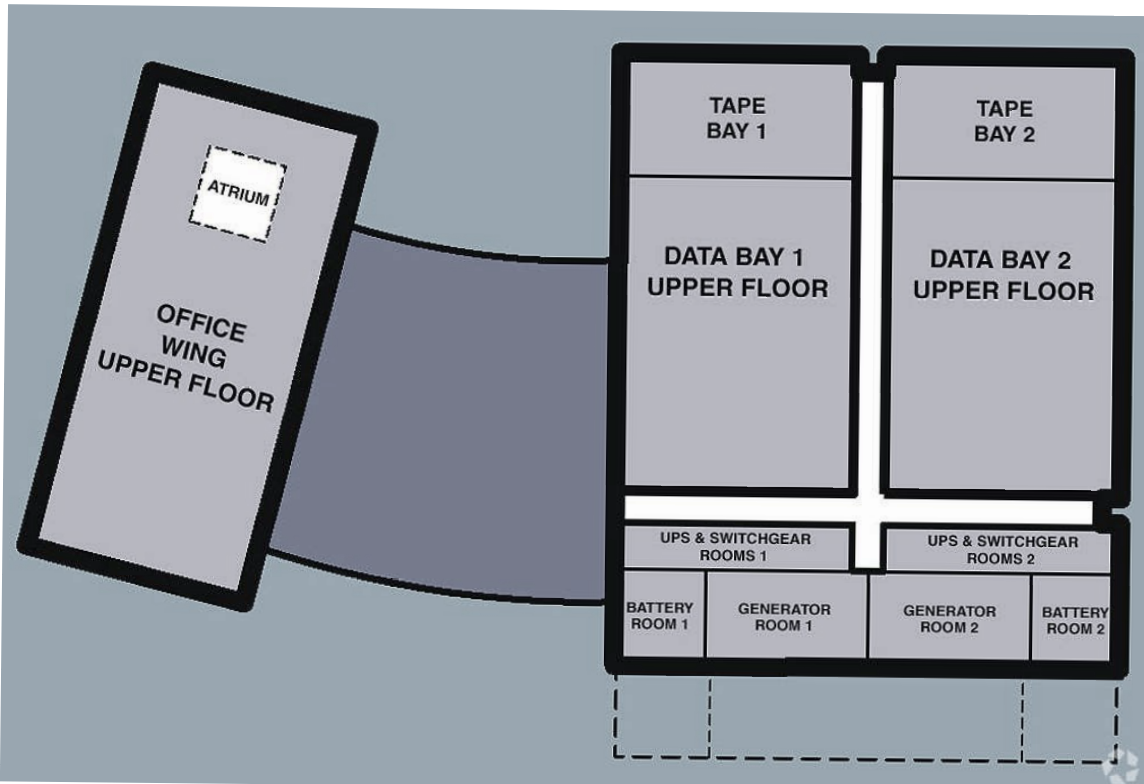 TAPE
BAY 1
TAPE
BAY 2
ATRIUM
DATA BAY 1
UPPER FLOOR
DATA BAY 2
UPPER FLOOR
OFFICE
WING
UPPER FLOOR
UPS & SWITCHGEAR
ROOMS 1
UPS & SWITCHGEAR
ROOMS 2
BATTERY
ROOM 1
GENERATOR
ROOM 1
GENERATOR
ROOM 2
BATTERY
ROOM 2